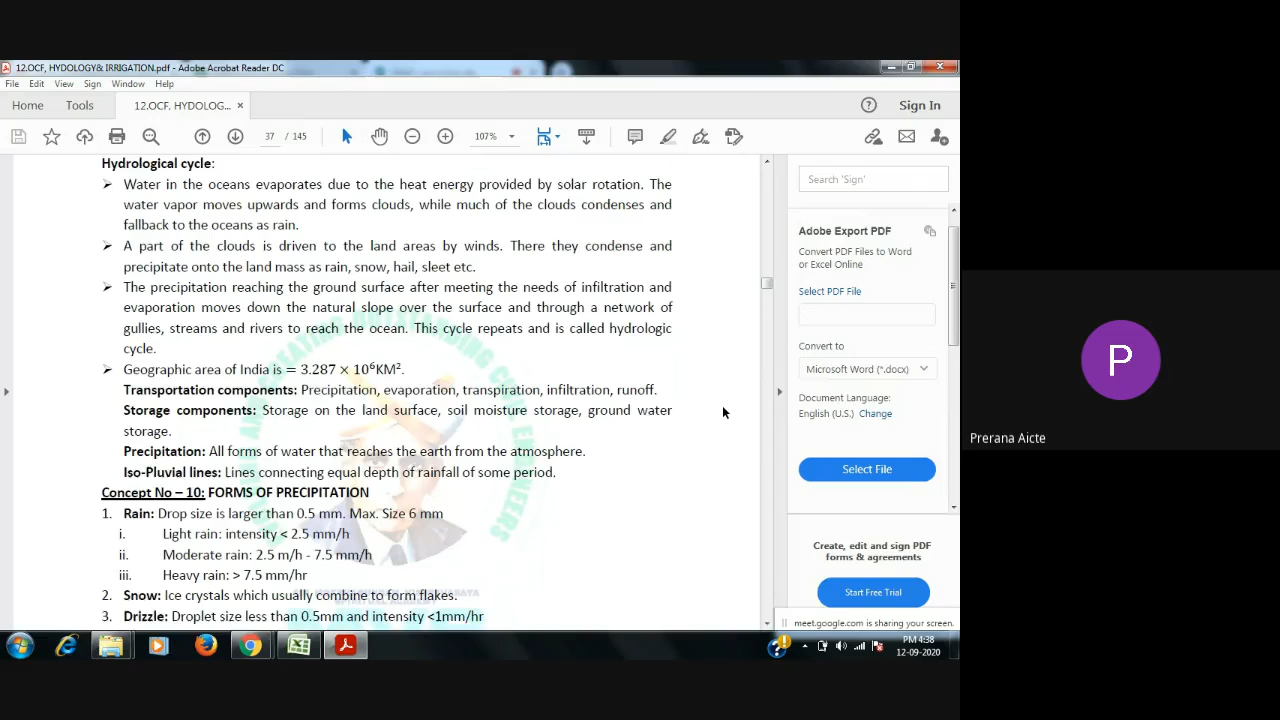 12.OCF, HYDOLOGY& IRRIGATION.pdf - Adobe Acrobat Reader DC
File Edit View Sign Window Help
Home Tools 12.OCF, HYDOLOG... × Sign In
37 / 145 107%
Hydrological cycle:
Water in the oceans evaporates due to the heat energy provided by solar rotation. The
water vapor moves upwards and forms clouds, while much of the clouds condenses and
fallback to the oceans as rain.
A part of the clouds is driven to the land areas by winds. There they condense and
precipitate onto the land mass as rain, snow, hail, sleet etc.
The precipitation reaching the ground surface after meeting the needs of infiltration and
evaporation moves down the natural slope over the surface and through a network of
gullies, streams and rivers to reach the ocean. This cycle repeats and is called hydrologic
cycle.
Geographic area of India is = 3.287 × 10⁶KM².
Transportation components: Precipitation, evaporation, transpiration, infiltration, runoff.
Storage components: Storage on the land surface, soil moisture storage, ground water
storage.
Precipitation: All forms of water that reaches the earth from the atmosphere.
Iso-Pluvial lines: Lines connecting equal depth of rainfall of some period.
Concept No – 10: FORMS OF PRECIPITATION
1. Rain: Drop size is larger than 0.5 mm. Max. Size 6 mm
i. Light rain: intensity < 2.5 mm/h
ii. Moderate rain: 2.5 m/h - 7.5 mm/h
iii. Heavy rain: > 7.5 mm/hr
2. Snow: Ice crystals which usually combine to form flakes.
3. Drizzle: Droplet size less than 0.5mm and intensity <1mm/hr
Search 'Sign'
Adobe Export PDF
Convert PDF Files to Word
or Excel Online
Select PDF File
Convert to
Microsoft Word (*.docx)
Document Language:
English (U.S.) Change
Select File
Create, edit and sign PDF
forms & agreements
Start Free Trial
meet.google.com is sharing your screen.
PM 4:38
12-09-2020
P
Prerana Aicte